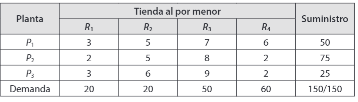 Planta Tienda al por menor Suministro
R1 R2 R3 R4
P1 3 5 7 6 50
P2 2 5 8 2 75
P3 3 6 9 2 25
Demanda 20 20 50 60 150/150